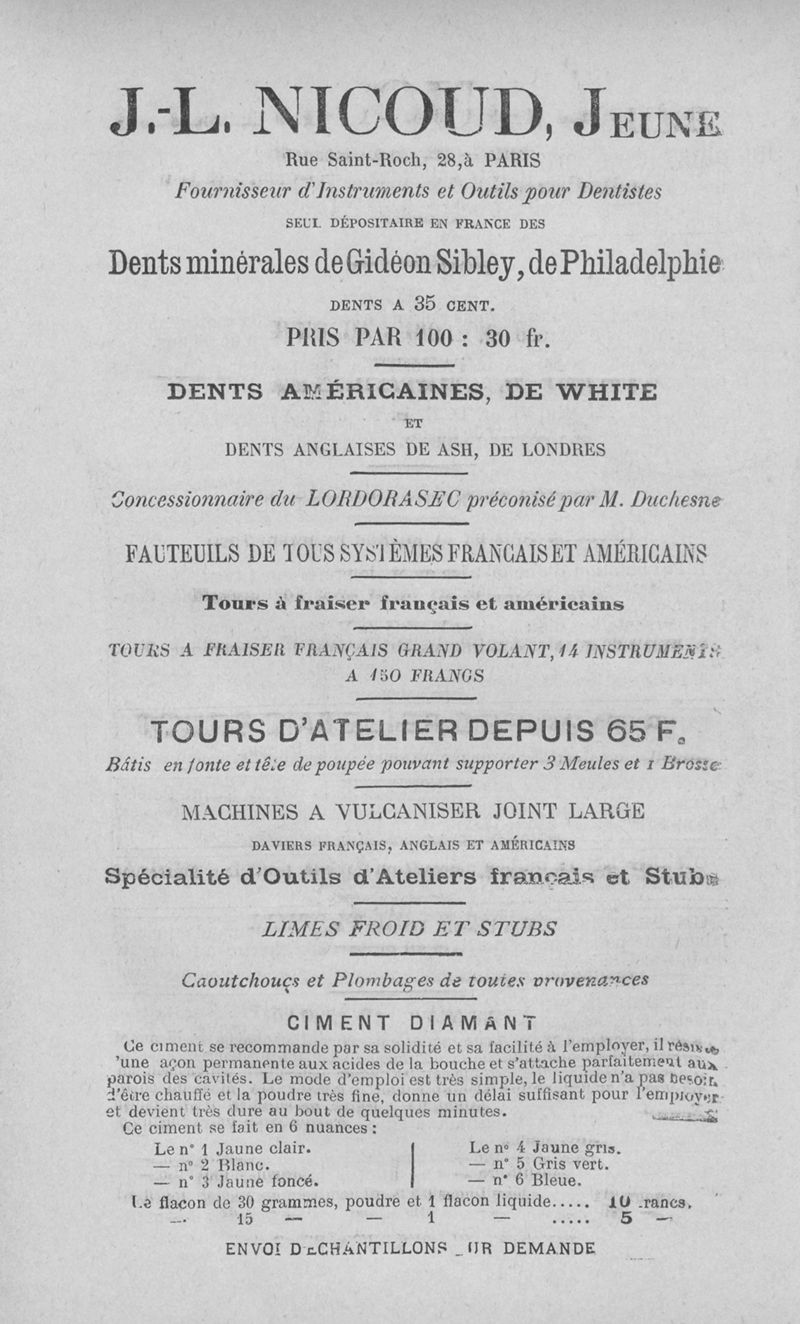 J.-L. NICOUD, JEUNE
Rue Saint-Roch, 28,à PARIS
Fournisseur d'Instruments et Outils pour Dentistes
SEUL DÉPOSITAIRE EN FRANCE DES
Dents minérales de Gidéon Sibley, de Philadelphie
DENTS A 35 CENT.
PRIS PAR 100 : 30 fr.
DENTS AMÉRICAINES, DE WHITE
ET
DENTS ANGLAISES DE ASH, DE LONDRES
Concessionnaire du LORDORASEC préconisé par M. Duchesne
FAUTEUILS DE TOUS SYSTÈMES FRANCAIS ET AMÉRICAINS
Tours à fraiser français et américains
TOURS A FRAISER FRANÇAIS GRAND VOLANT, 14 INSTRUMENTS
A 150 FRANCS
TOURS D'ATELIER DEPUIS 65 F.
Bâtis en fonte et tête de poupée pouvant supporter 3 Meules et 1 Brosse
MACHINES A VULCANISER JOINT LARGE
DAVIERS FRANÇAIS, ANGLAIS ET AMÉRICAINS
Spécialité d'Outils d'Ateliers français et Stubs
LIMES FROID ET STUBS
Caoutchoucs et Plombages de toutes provenances
CIMENT DIAMANT
Ce ciment se recommande par sa solidité et sa facilité à l'employer, il résiste
'une açon permanente aux acides de la bouche et s'attache parfaitement aux
parois des cavités. Le mode d'emploi est très simple, le liquide n'a pas besoin
d'être chauffé et la poudre très fine, donne un délai suffisant pour l'employer
et devient très dure au bout de quelques minutes.
Ce ciment se fait en 6 nuances :
Le n° 1 Jaune clair.
— n° 2 Blanc.
— n° 3 Jaune foncé.
Le n° 4 Jaune gris.
— n° 5 Gris vert.
— n° 6 Bleue.
Le flacon de 30 grammes, poudre et 1 flacon liquide..... 10 francs.
— 15 — — 1 — ..... 5 —
ENVOI D'ÉCHANTILLONS SUR DEMANDE